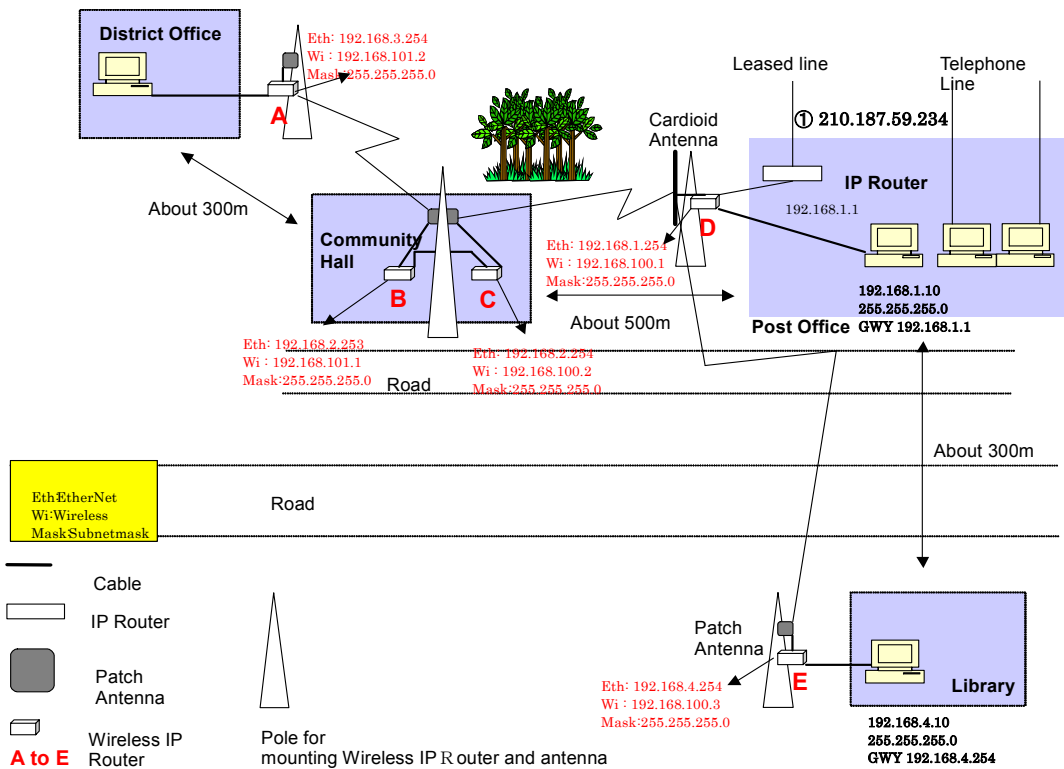 District Office
Eth: 192.168.3.254
Wi : 192.168.101.2
Mask:255.255.255.0
A
Leased line
Telephone
Line
① 210.187.59.234
Cardioid
Antenna
IP Router
192.168.1.1
D
About 300m
Community
Hall
B
C
Eth: 192.168.1.254
Wi : 192.168.100.1
Mask:255.255.255.0
About 500m
192.168.1.10
255.255.255.0
GWY 192.168.1.1
Post Office
Eth: 192.168.2.253
Wi : 192.168.101.1
Mask:255.255.255.0
Eth: 192.168.2.254
Wi : 192.168.100.2
Mask:255.255.255.0
Road
About 300m
Eth:EtherNet
Wi:Wireless
Mask:Subnetmask
Road
Cable
IP Router
Patch
Antenna
Wireless IP
Router
A to E
Pole for
mounting Wireless IP Router and antenna
Patch
Antenna
E
Eth: 192.168.4.254
Wi : 192.168.100.3
Mask:255.255.255.0
Library
192.168.4.10
255.255.255.0
GWY 192.168.4.254